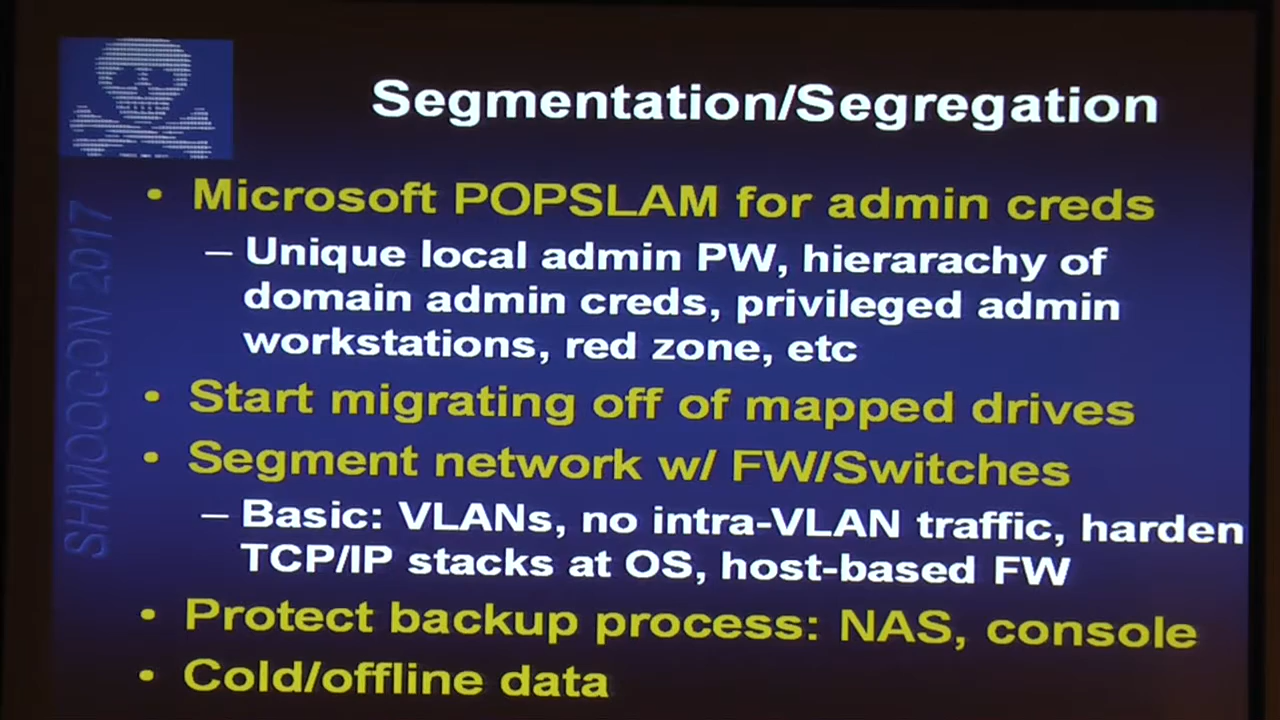 Segmentation/Segregation
• Microsoft POPSLAM for admin creds
– Unique local admin PW, hierarachy of
domain admin creds, privileged admin
workstations, red zone, etc
• Start migrating off of mapped drives
• Segment network w/ FW/Switches
– Basic: VLANs, no intra-VLAN traffic, harden
TCP/IP stacks at OS, host-based FW
• Protect backup process: NAS, console
• Cold/offline data
SHMOOCON 2017